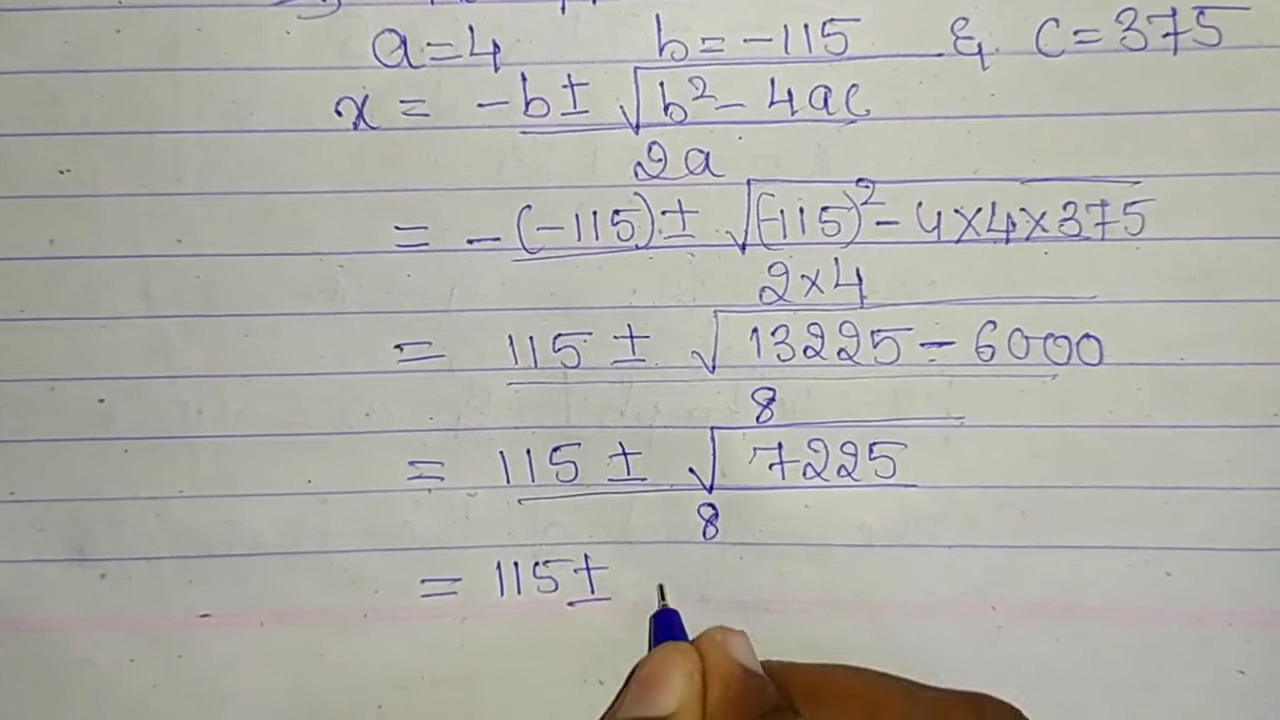 a=4 b=-115 & c=375
x = -b± √b²-4ac
2a
= -(-115)± √(-115)²-4×4×375
2×4
= 115 ± √13225-6000
8
= 115 ± √7225
8
= 115±